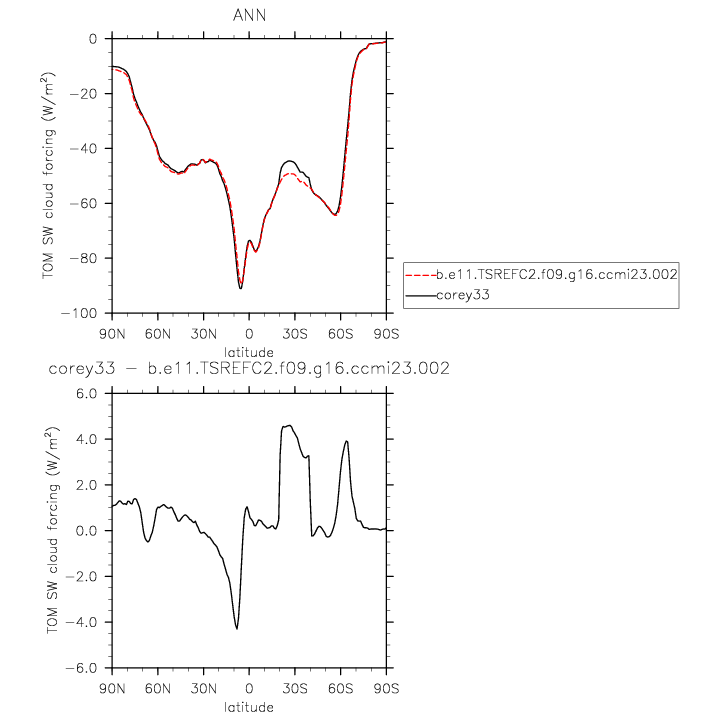 ANN
TOM SW cloud forcing (W/m²)
0
−20
−40
−60
−80
−100
90N 60N 30N 0 30S 60S 90S
latitude
b.e11.TSREFC2.f09.g16.ccmi23.002
corey33
corey33 − b.e11.TSREFC2.f09.g16.ccmi23.002
TOM SW cloud forcing (W/m²)
6.0
4.0
2.0
0.0
−2.0
−4.0
−6.0
90N 60N 30N 0 30S 60S 90S
latitude